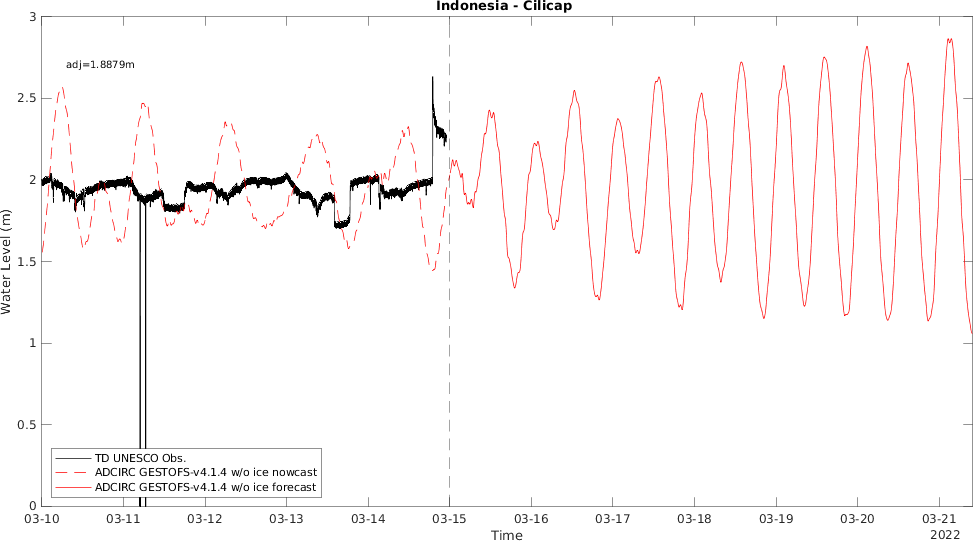 Indonesia - Cilicap
adj=1.8879m
Water Level (m)
3
2.5
2
1.5
1
0.5
0
TD UNESCO Obs.
ADCIRC GESTOFS-v4.1.4 w/o ice nowcast
ADCIRC GESTOFS-v4.1.4 w/o ice forecast
03-10 03-11 03-12 03-13 03-14 03-15 03-16 03-17 03-18 03-19 03-20 03-21
Time
2022